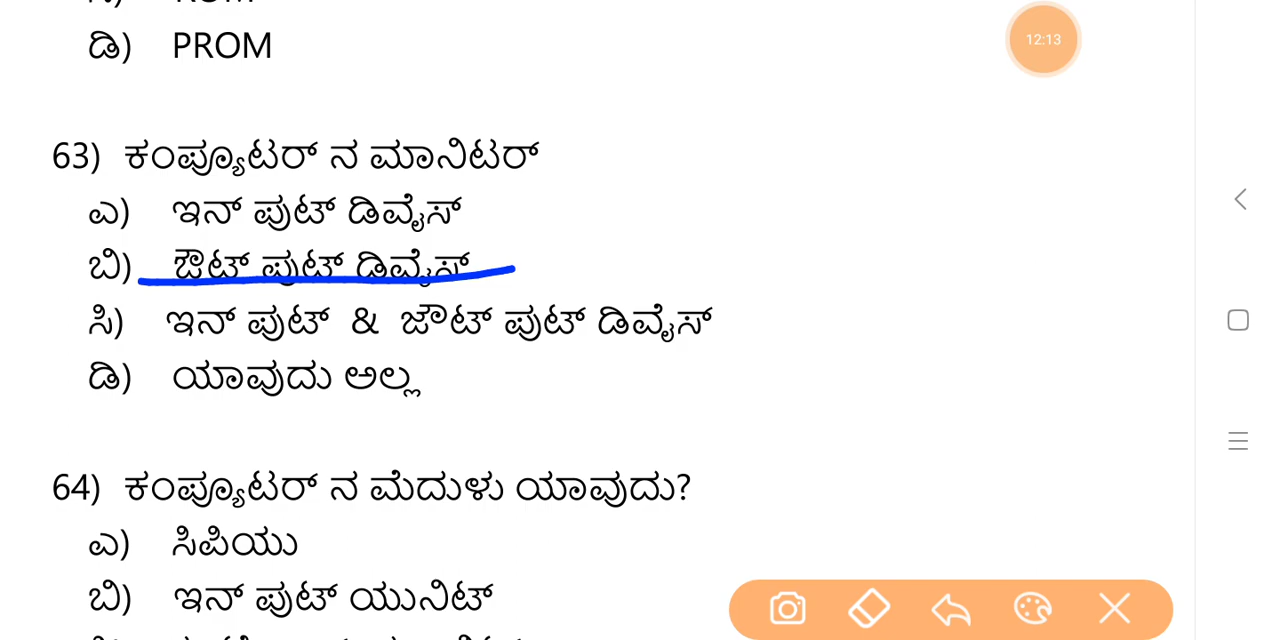 ಡಿ) PROM
12:13
63) ಕಂಪ್ಯೂಟರ್ ನ ಮಾನಿಟರ್
ಎ) ಇನ್ ಪುಟ್ ಡಿವೈಸ್
ಬಿ) ಔಟ್ ಪುಟ್ ಡಿವೈಸ್
ಸಿ) ಇನ್ ಪುಟ್ & ಜೌಟ್ ಪುಟ್ ಡಿವೈಸ್
ಡಿ) ಯಾವುದು ಅಲ್ಲ
64) ಕಂಪ್ಯೂಟರ್ ನ ಮೆದುಳು ಯಾವುದು?
ಎ) ಸಿಪಿಯು
ಬಿ) ಇನ್ ಪುಟ್ ಯುನಿಟ್